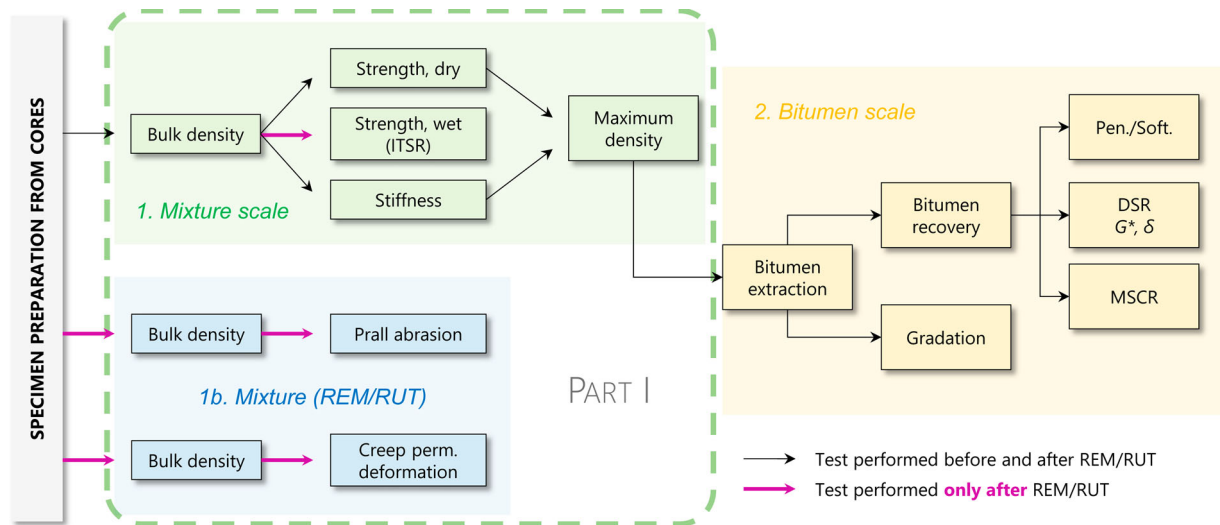 SPECIMEN PREPARATION FROM CORES
Bulk density
Strength, dry
Strength, wet
(ITSR)
Stiffness
Maximum
density
1. Mixture scale
Bulk density
Prall abrasion
1b. Mixture (REM/RUT)
Bulk density
Creep perm.
deformation
PART I
2. Bitumen scale
Bitumen
extraction
Bitumen
recovery
Gradation
Pen./Soft.
DSR
G*, δ
MSCR
Test performed before and after REM/RUT
Test performed only after REM/RUT